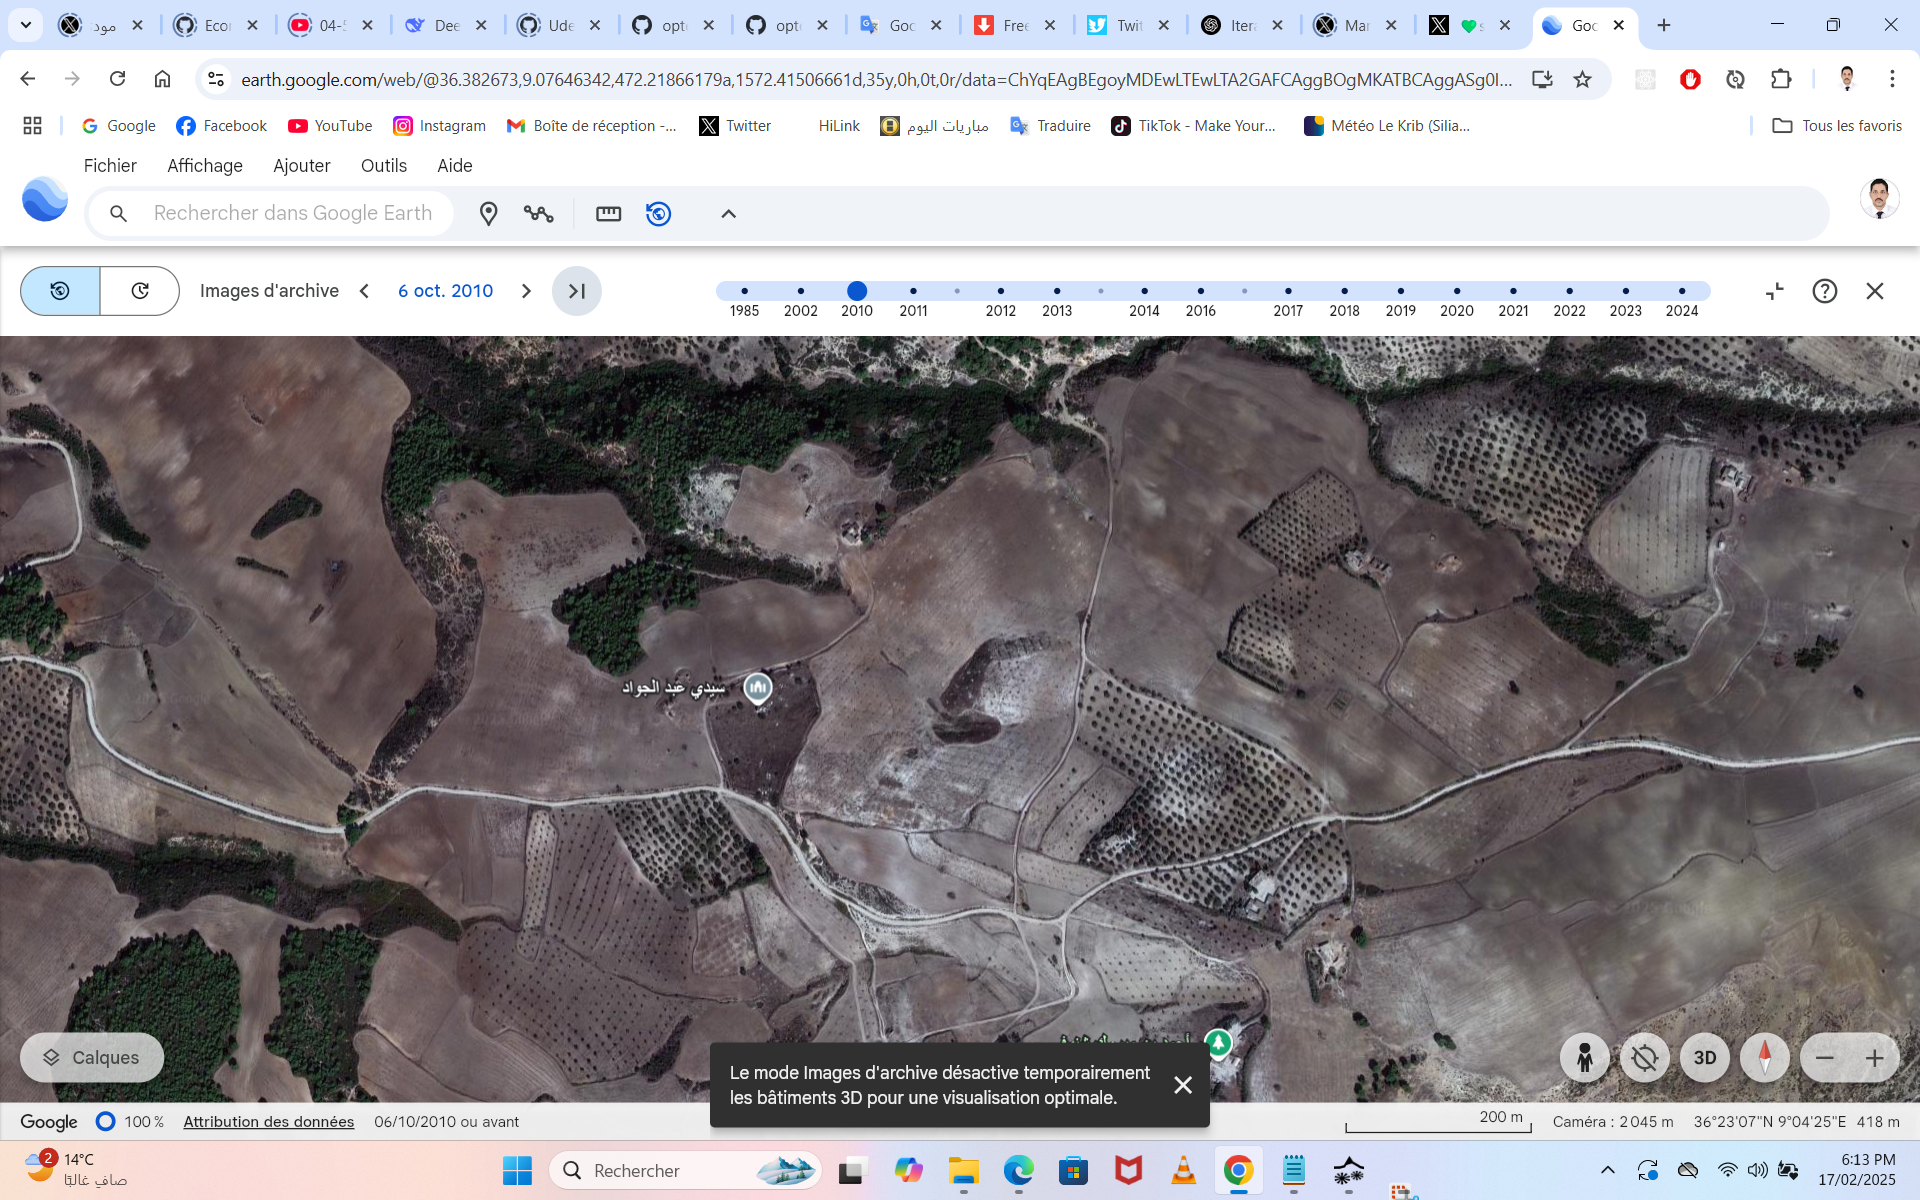 مود
Ecor
04-5
Dee
Ude
opt
opt
Goc
Free
Twit
Itera
Mar
Goc
earth.google.com/web/@36.382673,9.07646342,472.21866179a,1572.41506661d,35y,0h,0t,0r/data=ChYqEAgBEgoyMDEwLTEwLTA2GAFCAggBOgMKATBCAggASg0I...
Google
Facebook
YouTube
Instagram
Boîte de réception -...
Twitter
HiLink
مباريات اليوم
Traduire
TikTok - Make Your...
Météo Le Krib (Silia...
Tous les favoris
Fichier Affichage Ajouter Outils Aide
Rechercher dans Google Earth
Images d'archive
6 oct. 2010
1985 2002 2010 2011 2012 2013 2014 2016 2017 2018 2019 2020 2021 2022 2023 2024
سيدي عبد الجواد
Calques
Le mode Images d'archive désactive temporairement
les bâtiments 3D pour une visualisation optimale.
3D
Google
100 %
Attribution des données
06/10/2010 ou avant
200 m
Caméra : 2 045 m
36°23'07"N 9°04'25"E
418 m
2
14°C
صافٍ غالبًا
Rechercher
6:13 PM
17/02/2025